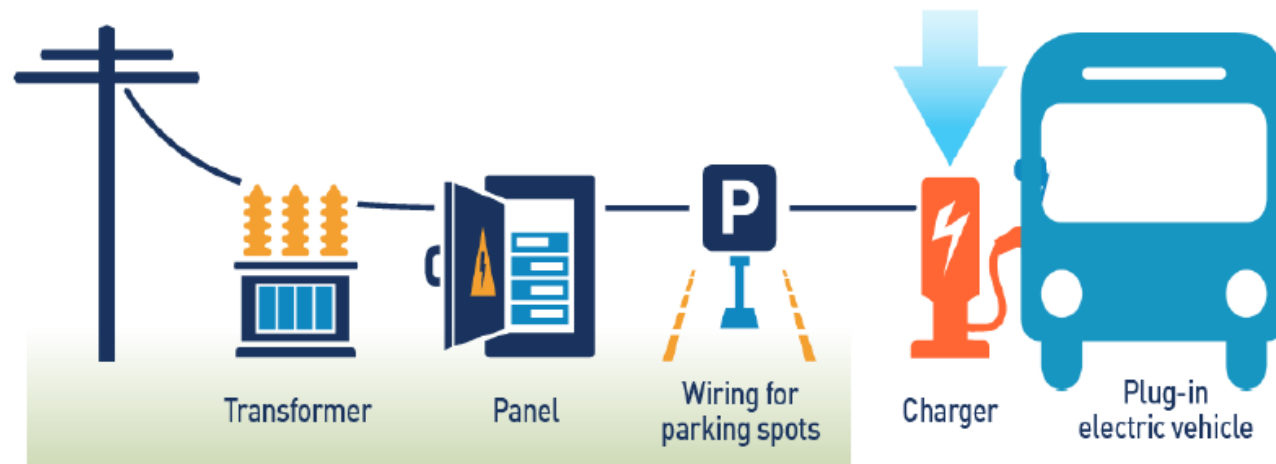 P
Transformer
Panel
Wiring for
parking spots
Charger
Plug-in
electric vehicle